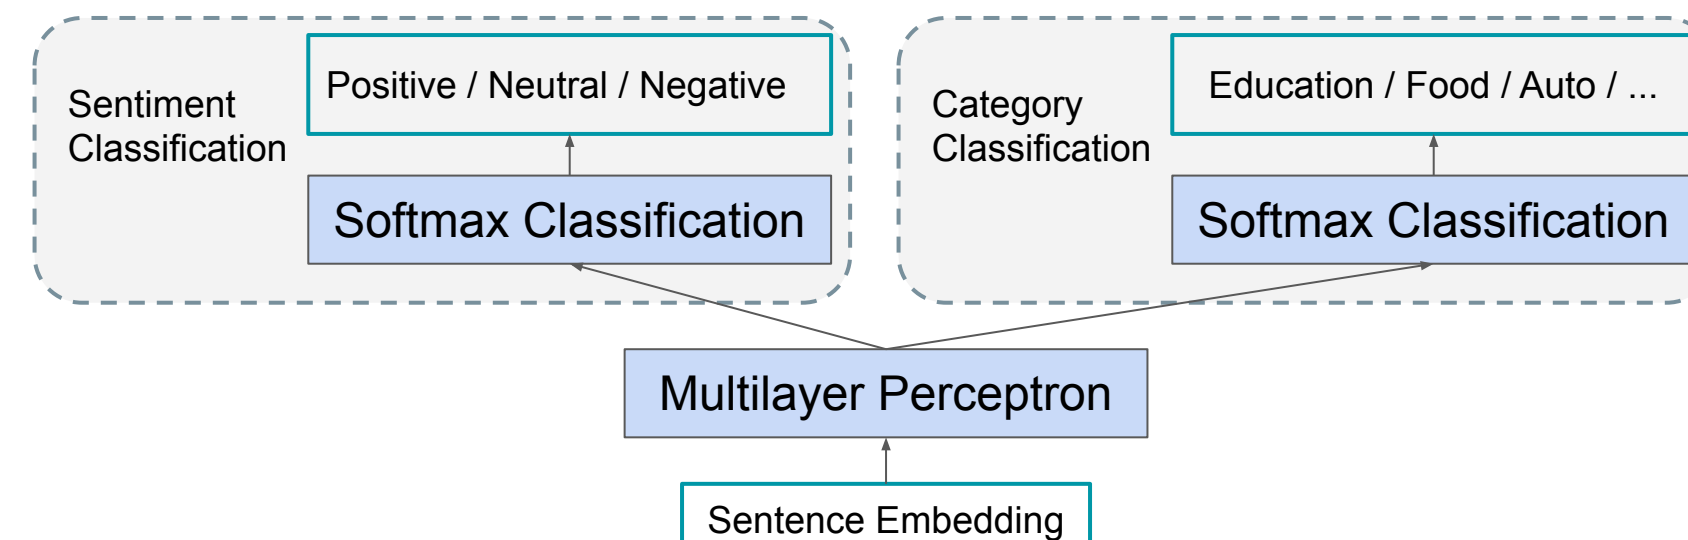 Sentiment
Classification
Positive / Neutral / Negative
Softmax Classification
Category
Classification
Education / Food / Auto / ...
Softmax Classification
Multilayer Perceptron
Sentence Embedding